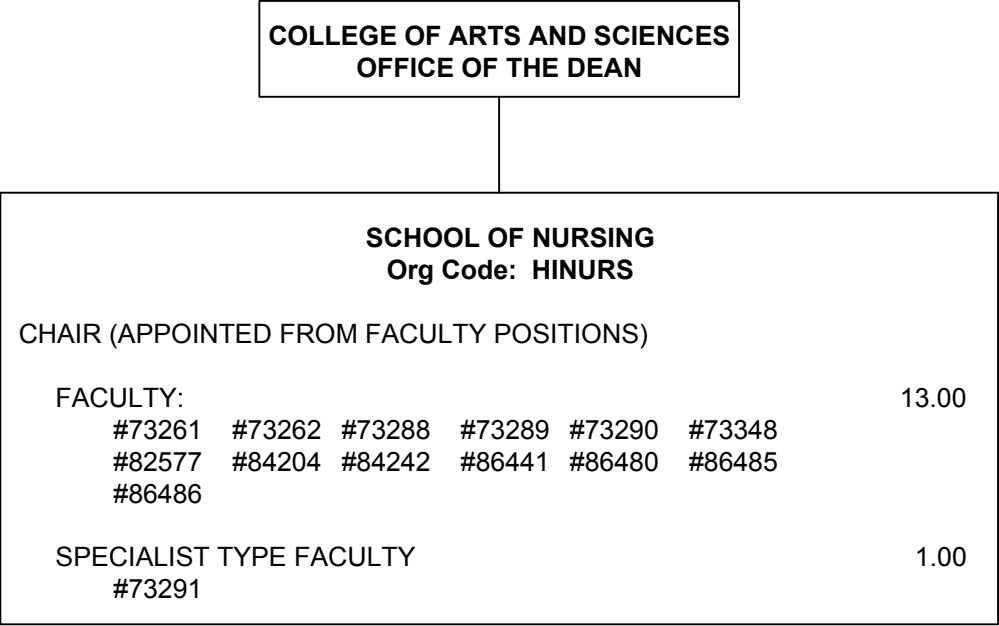 COLLEGE OF ARTS AND SCIENCES
OFFICE OF THE DEAN
SCHOOL OF NURSING
Org Code: HINURS
CHAIR (APPOINTED FROM FACULTY POSITIONS)
FACULTY: 13.00
#73261 #73262 #73288 #73289 #73290 #73348
#82577 #84204 #84242 #86441 #86480 #86485
#86486
SPECIALIST TYPE FACULTY 1.00
#73291